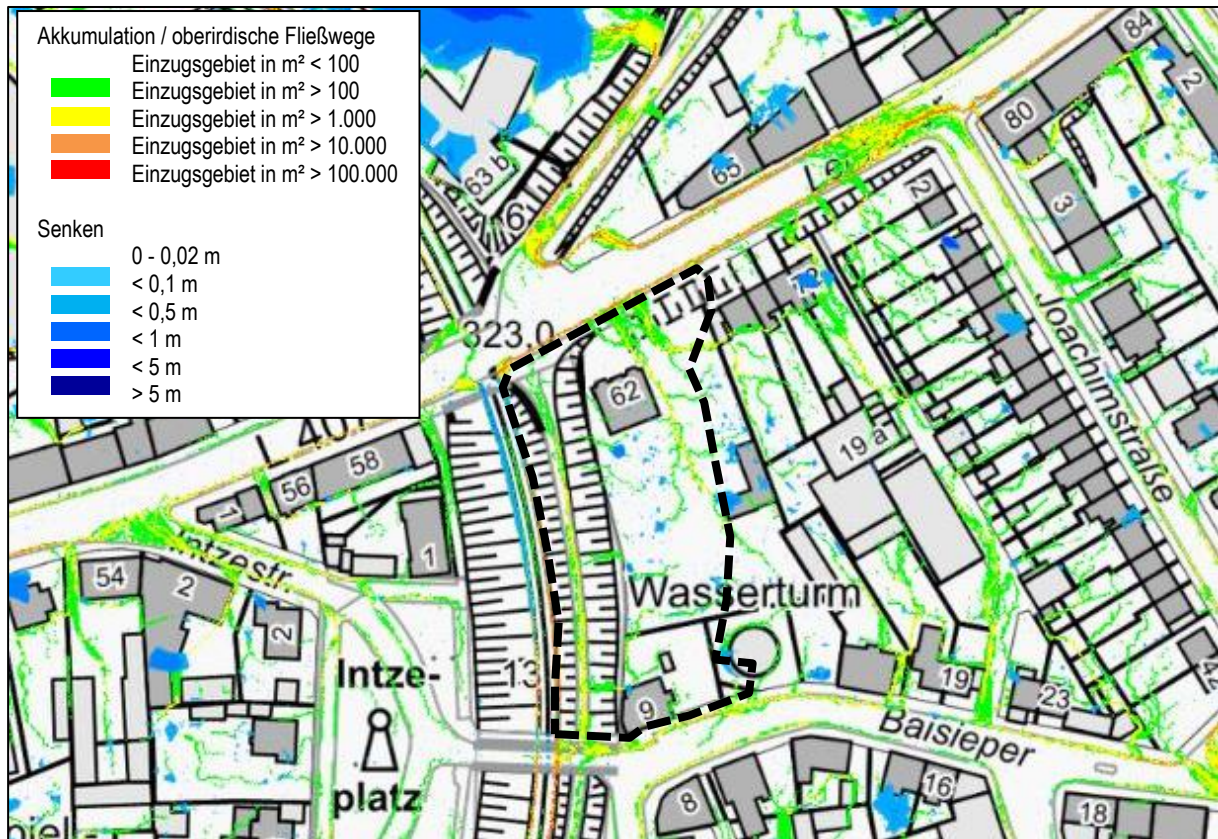 Akkumulation / oberirdische Fließwege
Einzugsgebiet in m² < 100
Einzugsgebiet in m² > 100
Einzugsgebiet in m² > 1.000
Einzugsgebiet in m² > 10.000
Einzugsgebiet in m² > 100.000
Senken
0 - 0,02 m
< 0,1 m
< 0,5 m
< 1 m
< 5 m
> 5 m
84
2
80
65
63 b
2
3
72
323.0
62
Joachimstraße
19 a
58
56
1
1
Intzestr.
54
2
2
Wasserturm
Intze-
platz
13
9
19
23
42
Baisieper
8
16
18